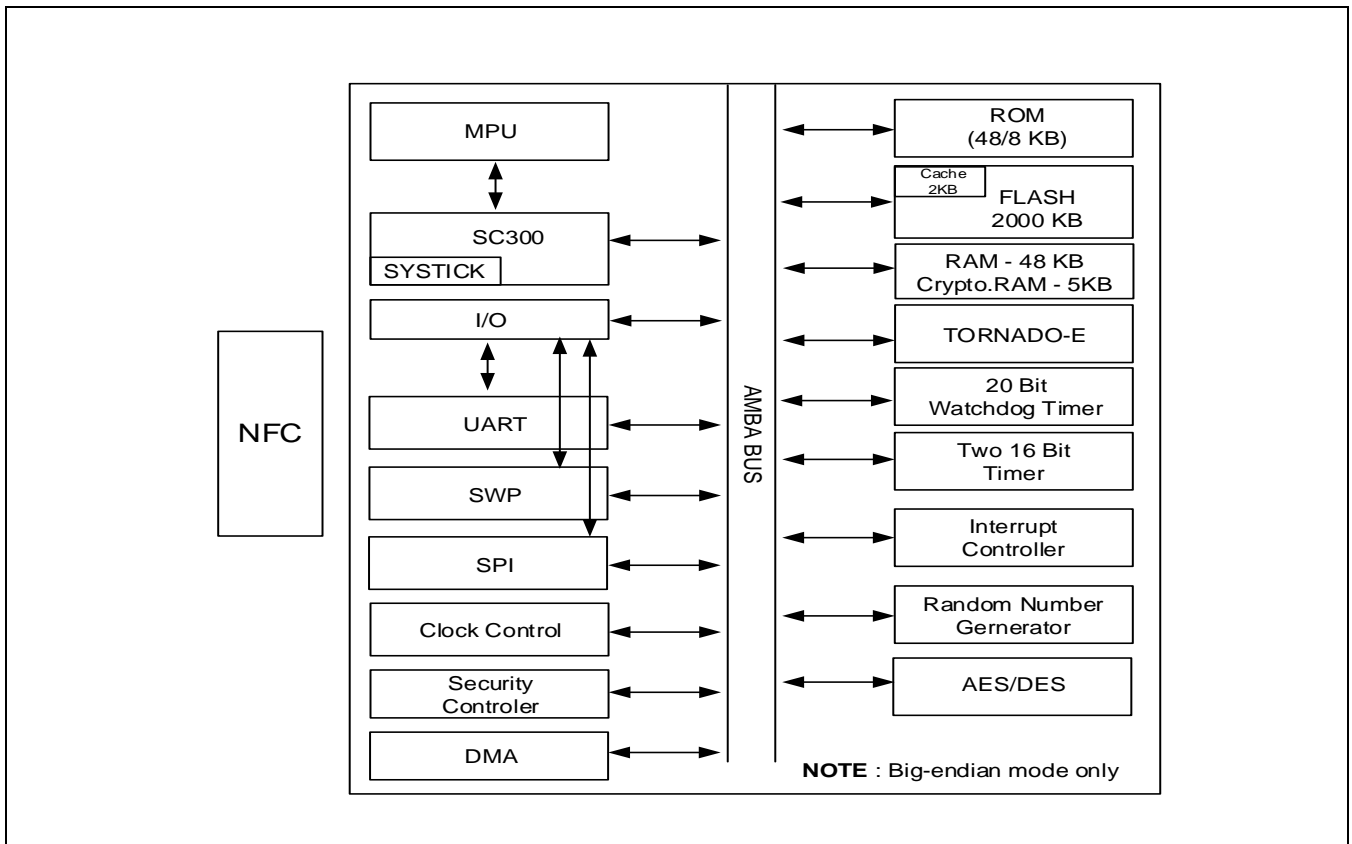 NFC
MPU
SC300
SYSTICK
I/O
UART
SWP
SPI
Clock Control
Security
Controler
DMA
AMBA BUS
ROM
(48/8 KB)
Cache
2KB
FLASH
2000 KB
RAM - 48 KB
Crypto.RAM - 5KB
TORNADO-E
20 Bit
Watchdog Timer
Two 16 Bit
Timer
Interrupt
Controller
Random Number
Gernerator
AES/DES
NOTE : Big-endian mode only